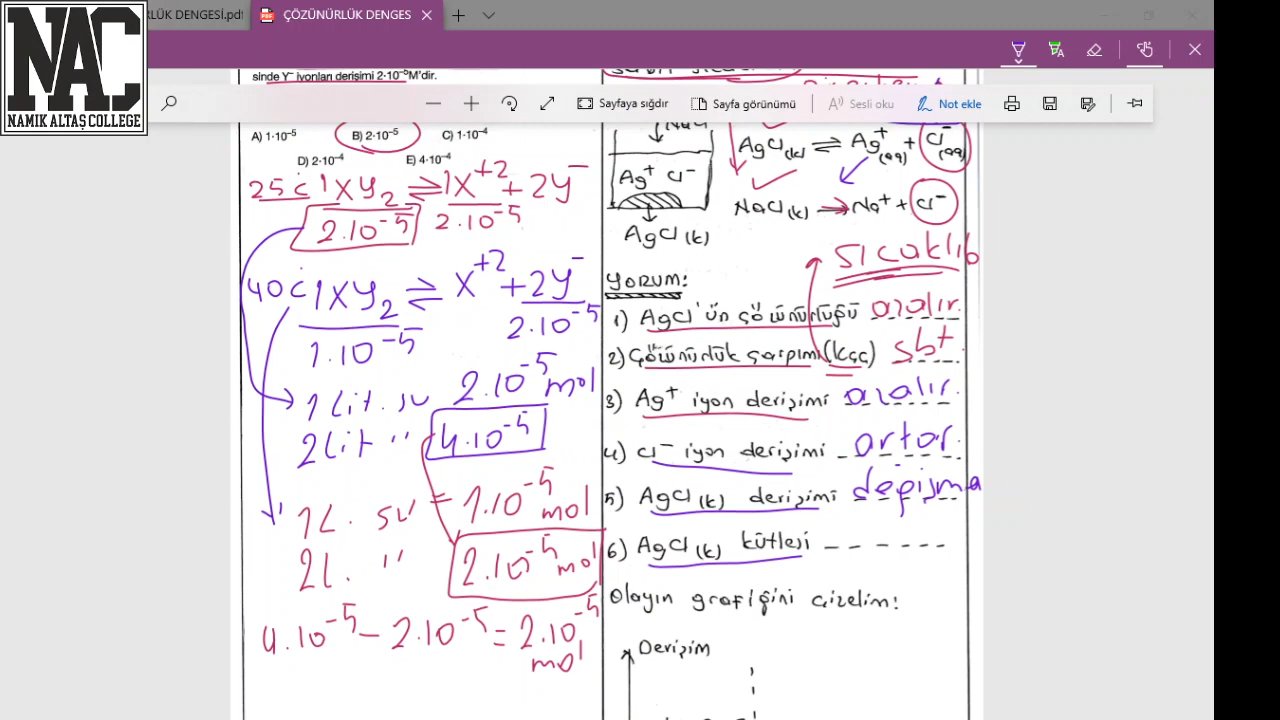 RLÜK DENGESİ.pdf
ÇÖZÜNÜRLÜK DENGES
NAC
NAMIK ALTAŞ COLLEGE
Sayfaya sığdır
Sayfa görünümü
Sesli oku
Not ekle
sinde Y⁻ iyonları derişimi 2·10⁻⁵M'dir.
A) 1·10⁻⁵ B) 2·10⁻⁵ C) 1·10⁻⁴
D) 2·10⁻⁴ E) 4·10⁻⁴
25 c 1XY₂ ⇌ 1X⁺² + 2Y⁻
2.10⁻⁵ 2.10⁻⁵
40 c 1XY₂ ⇌ X⁺² + 2Y⁻
1.10⁻⁵ 2.10⁻⁵
1 Lit. su 2.10⁻⁵ mol
2 Lit '' 4.10⁻⁵
1L. su = 1.10⁻⁵ mol
2L. '' 2.10⁻⁵ mol
4.10⁻⁵ - 2.10⁻⁵ = 2.10⁻⁵ mol
NaCl
Ag⁺ Cl⁻
AgCl(k)
AgCl(k) ⇌ Ag⁺(aq) + Cl⁻(aq)
NaCl(k) → Na⁺ + Cl⁻
sıcaklık
YORUM:
1) AgCl'ün çözünürlüğü azalır.
2) Çözünürlük çarpımı (Kçç) sbt
3) Ag⁺ iyon derişimi azalır.
4) Cl⁻ iyon derişimi artar.
5) AgCl(k) derişimi değişma
6) AgCl(k) kütlesi ------
Olayın grafiğini çizelim:
Derişim